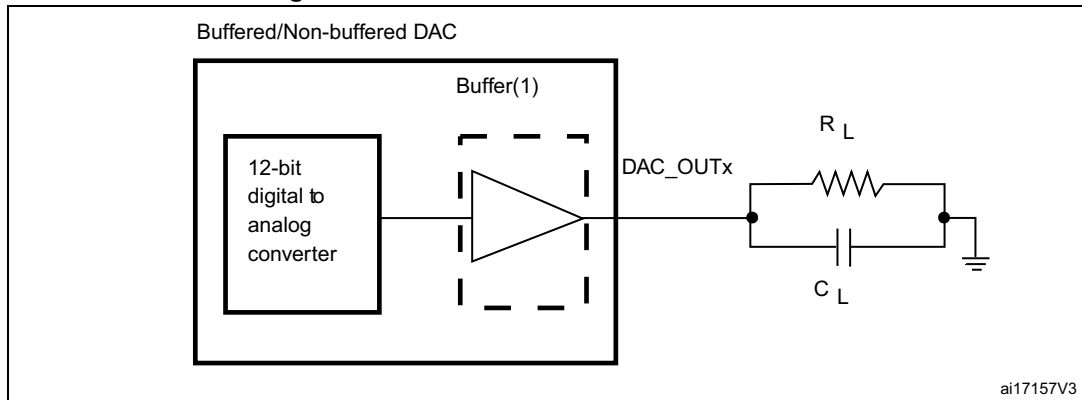 Buffered/Non-buffered DAC
Buffer(1)
12-bit
digital to
analog
converter
DAC_OUTx
R L
C L
ai17157V3